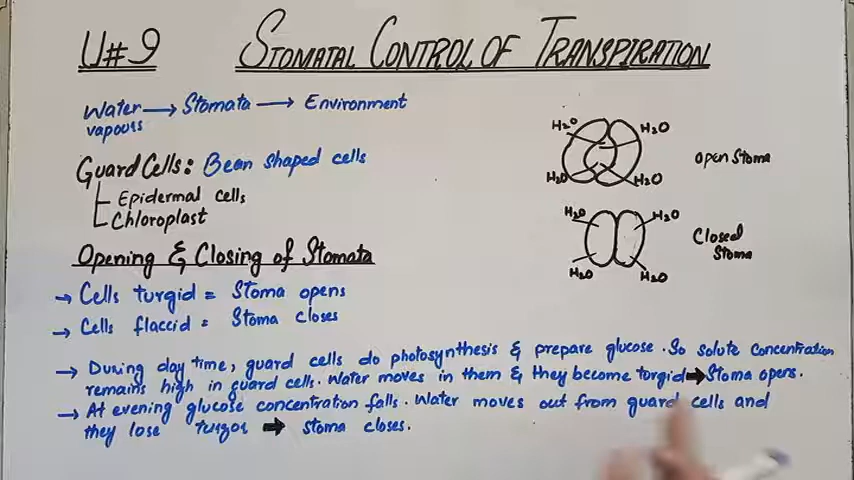 U#9 STOMATAL CONTROL OF TRANSPIRATION
Water vapours → Stomata → Environment
Guard Cells: Bean shaped cells
Epidermal cells
Chloroplast
H2O H2O
H2O H2O
Open Stoma
H2O H2O
H2O H2O
Closed Stoma
Opening & Closing of Stomata
→ Cells turgid = Stoma opens
→ Cells flaccid = Stoma closes
→ During day time, guard cells do photosynthesis & prepare glucose. So solute concentration
remains high in guard cells. Water moves in them & they become turgid → Stoma opens.
→ At evening glucose concentration falls. Water moves out from guard cells and
they lose turgor → stoma closes.